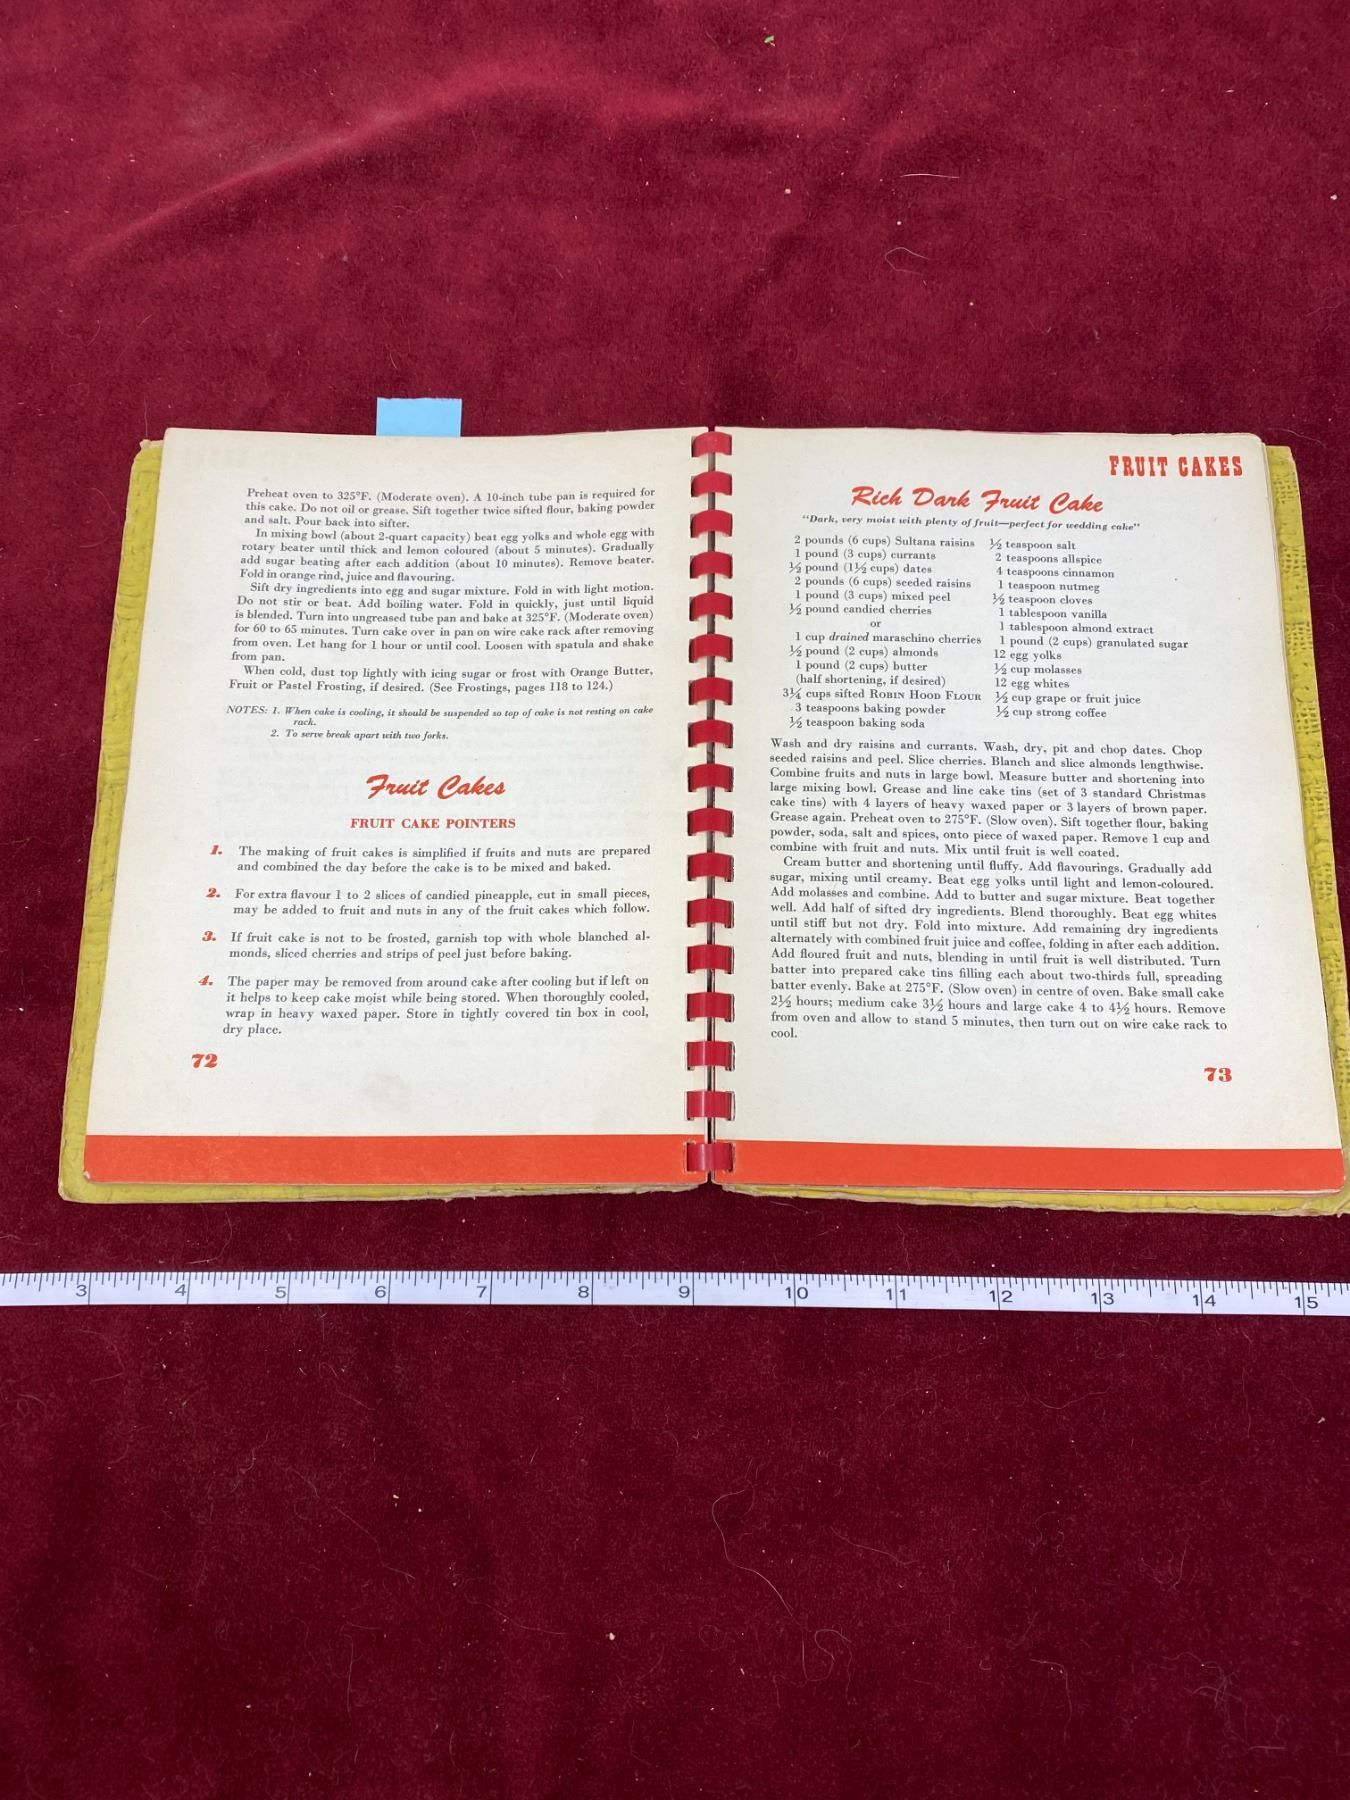 Preheat oven to 325°F. (Moderate oven). A 10-inch tube pan is required for
this cake. Do not oil or grease. Sift together twice sifted flour, baking powder
and salt. Pour back into sifter.
In mixing bowl (about 2-quart capacity) beat egg yolks and whole egg with
rotary beater until thick and lemon coloured (about 5 minutes). Gradually
add sugar beating after each addition (about 10 minutes). Remove beater.
Fold in orange rind, juice and flavouring.
Sift dry ingredients into egg and sugar mixture. Fold in with light motion.
Do not stir or beat. Add boiling water. Fold in quickly, just until liquid
is blended. Turn into ungreased tube pan and bake at 325°F. (Moderate oven)
for 60 to 65 minutes. Turn cake over in pan on wire cake rack after removing
from oven. Let hang for 1 hour or until cool. Loosen with spatula and shake
from pan.
When cold, dust top lightly with icing sugar or frost with Orange Butter,
Fruit or Pastel Frosting, if desired. (See Frostings, pages 118 to 124.)
NOTES: 1. When cake is cooling, it should be suspended so top of cake is not resting on cake
rack.
2. To serve break apart with two forks.
Fruit Cakes
FRUIT CAKE POINTERS
1. The making of fruit cakes is simplified if fruits and nuts are prepared
and combined the day before the cake is to be mixed and baked.
2. For extra flavour 1 to 2 slices of candied pineapple, cut in small pieces,
may be added to fruit and nuts in any of the fruit cakes which follow.
3. If fruit cake is not to be frosted, garnish top with whole blanched al-
monds, sliced cherries and strips of peel just before baking.
4. The paper may be removed from around cake after cooling but if left on
it helps to keep cake moist while being stored. When thoroughly cooled,
wrap in heavy waxed paper. Store in tightly covered tin box in cool,
dry place.
72
FRUIT CAKES
Rich Dark Fruit Cake
"Dark, very moist with plenty of fruit—perfect for wedding cake"
2 pounds (6 cups) Sultana raisins
1 pound (3 cups) currants
½ pound (1½ cups) dates
2 pounds (6 cups) seeded raisins
1 pound (3 cups) mixed peel
½ pound candied cherries
or
1 cup drained maraschino cherries
½ pound (2 cups) almonds
1 pound (2 cups) butter
(half shortening, if desired)
3¼ cups sifted ROBIN HOOD FLOUR
3 teaspoons baking powder
½ teaspoon baking soda
½ teaspoon salt
2 teaspoons allspice
4 teaspoons cinnamon
1 teaspoon nutmeg
½ teaspoon cloves
1 tablespoon vanilla
1 tablespoon almond extract
1 pound (2 cups) granulated sugar
12 egg yolks
½ cup molasses
12 egg whites
½ cup grape or fruit juice
½ cup strong coffee
Wash and dry raisins and currants. Wash, dry, pit and chop dates. Chop
seeded raisins and peel. Slice cherries. Blanch and slice almonds lengthwise.
Combine fruits and nuts in large bowl. Measure butter and shortening into
large mixing bowl. Grease and line cake tins (set of 3 standard Christmas
cake tins) with 4 layers of heavy waxed paper or 3 layers of brown paper.
Grease again. Preheat oven to 275°F. (Slow oven). Sift together flour, baking
powder, soda, salt and spices, onto piece of waxed paper. Remove 1 cup and
combine with fruit and nuts. Mix until fruit is well coated.
Cream butter and shortening until fluffy. Add flavourings. Gradually add
sugar, mixing until creamy. Beat egg yolks until light and lemon-coloured.
Add molasses and combine. Add to butter and sugar mixture. Beat together
well. Add half of sifted dry ingredients. Blend thoroughly. Beat egg whites
until stiff but not dry. Fold into mixture. Add remaining dry ingredients
alternately with combined fruit juice and coffee, folding in after each addition.
Add floured fruit and nuts, blending in until fruit is well distributed. Turn
batter into prepared cake tins filling each about two-thirds full, spreading
batter evenly. Bake at 275°F. (Slow oven) in centre of oven. Bake small cake
2½ hours; medium cake 3½ hours and large cake 4 to 4½ hours. Remove
from oven and allow to stand 5 minutes, then turn out on wire cake rack to
cool.
73
3 4 5 6 7 8 9 10 11 12 13 14 15